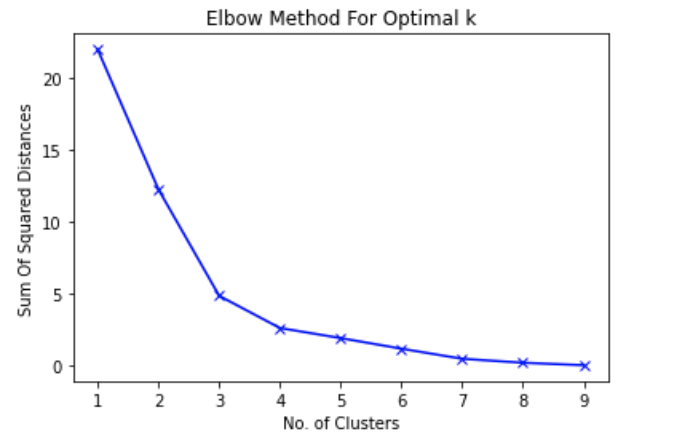 Elbow Method For Optimal k
Sum Of Squared Distances
20
15
10
5
0
1 2 3 4 5 6 7 8 9
No. of Clusters